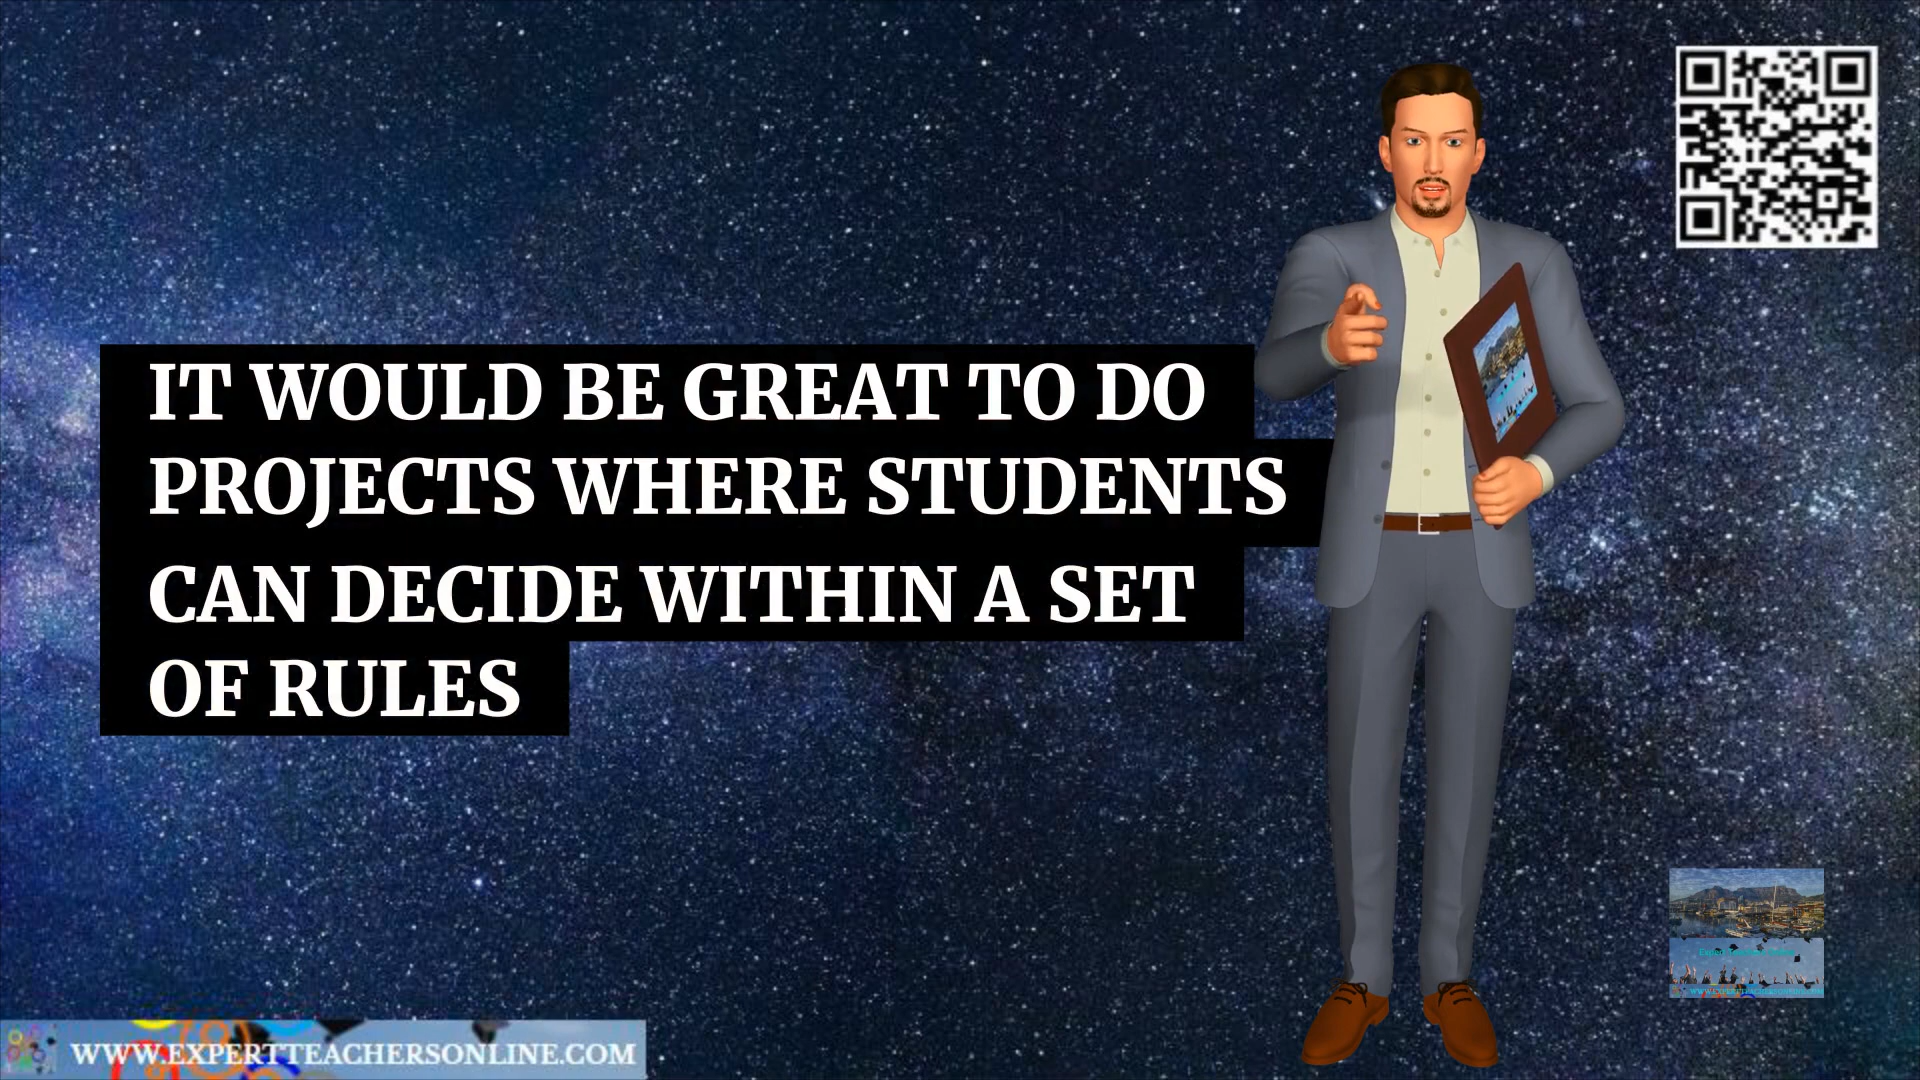 IT WOULD BE GREAT TO DO
PROJECTS WHERE STUDENTS
CAN DECIDE WITHIN A SET
OF RULES
WWW.EXPERTTEACHERSONLINE.COM